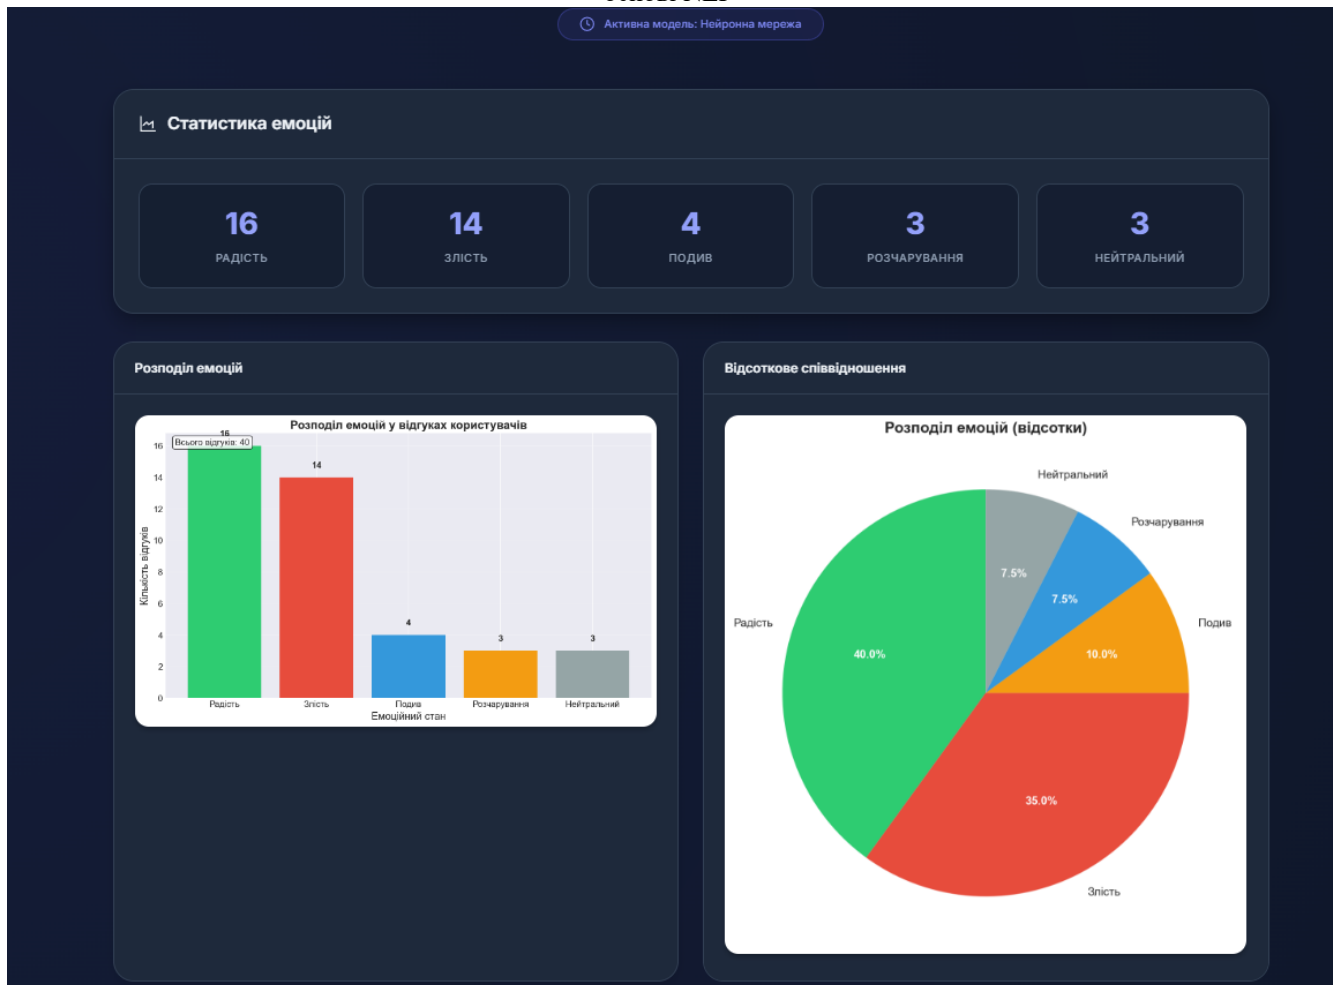 Активна модель: Нейронна мережа
Статистика емоцій
16
РАДІСТЬ
14
ЗЛІСТЬ
4
ПОДИВ
3
РОЗЧАРУВАННЯ
3
НЕЙТРАЛЬНИЙ
Розподіл емоцій
Розподіл емоцій у відгуках користувачів
Всього відгуків: 40
16
14
4
3
3
16
14
12
10
8
6
4
2
0
Кількість відгуків
Радість
Злість
Подив
Розчарування
Нейтральний
Емоційний стан
Відсоткове співвідношення
Розподіл емоцій (відсотки)
Нейтральний
Розчарування
7.5%
7.5%
Радість
Подив
40.0%
10.0%
35.0%
Злість